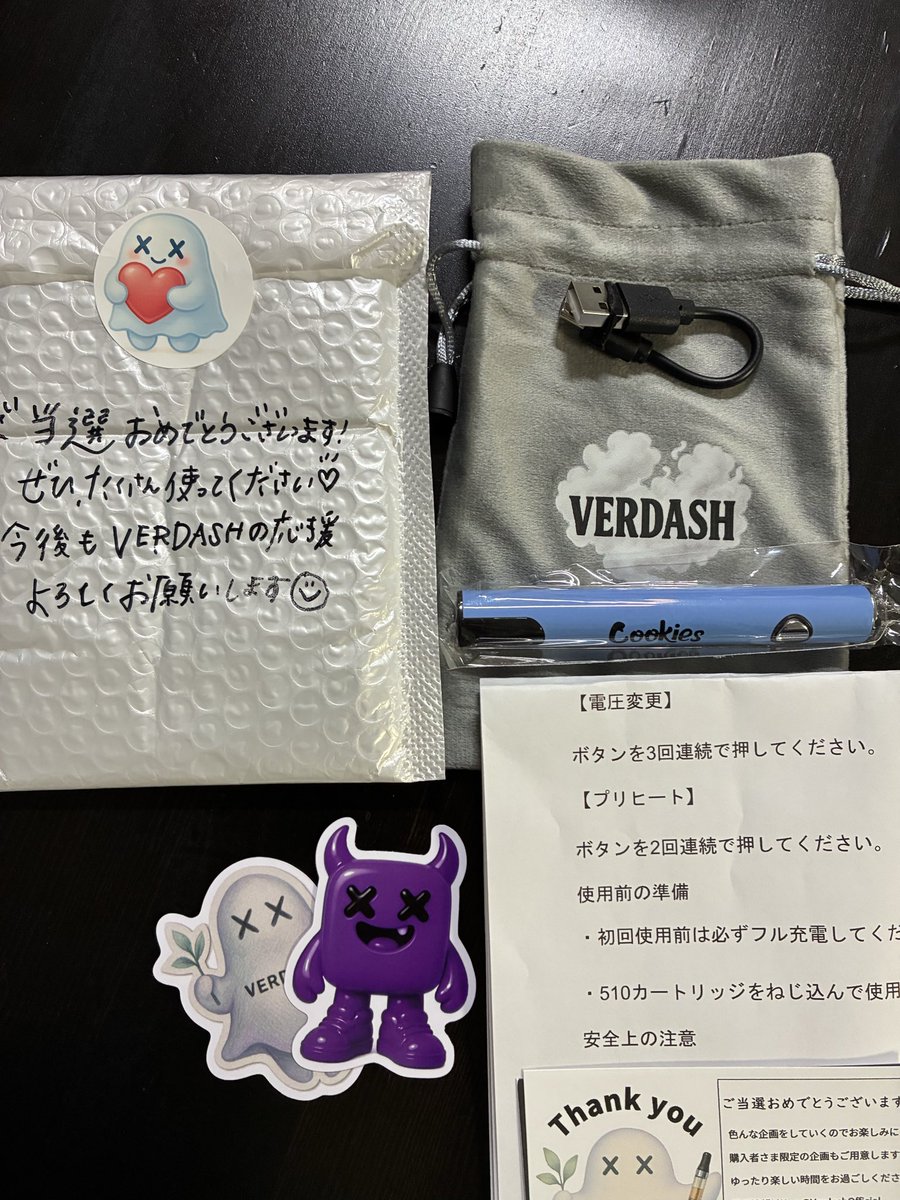 ご当選おめでとうございます!
ぜひ、たくさん使ってください♡
今後もVERDASHの応援
よろしくお願いします☺
VERDASH
Cookies
【電圧変更】
ボタンを3回連続で押してください。
【プリヒート】
ボタンを2回連続で押してください。
使用前の準備
・初回使用前は必ずフル充電してくだ
・510カートリッジをねじ込んで使用
安全上の注意
VERD
Thank you
ご当選おめでとうございます
色んな企画をしていくのでお楽しみに
購入者さま限定の企画もご用意します
ゆったり楽しい時間をお過ごしくださ